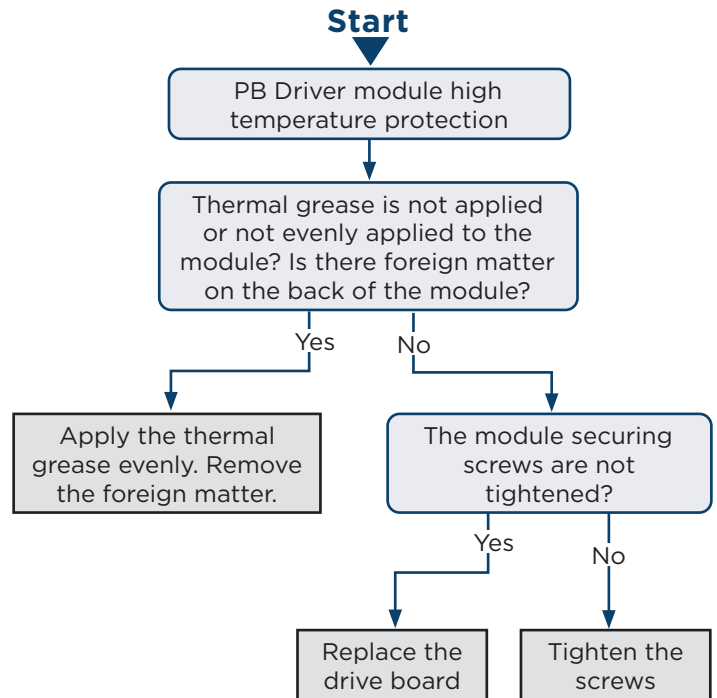 Start
PB Driver module high
temperature protection
Thermal grease is not applied
or not evenly applied to the
module? Is there foreign matter
on the back of the module?
Yes
No
Apply the thermal
grease evenly. Remove
the foreign matter.
The module securing
screws are not
tightened?
Yes
No
Replace the
drive board
Tighten the
screws